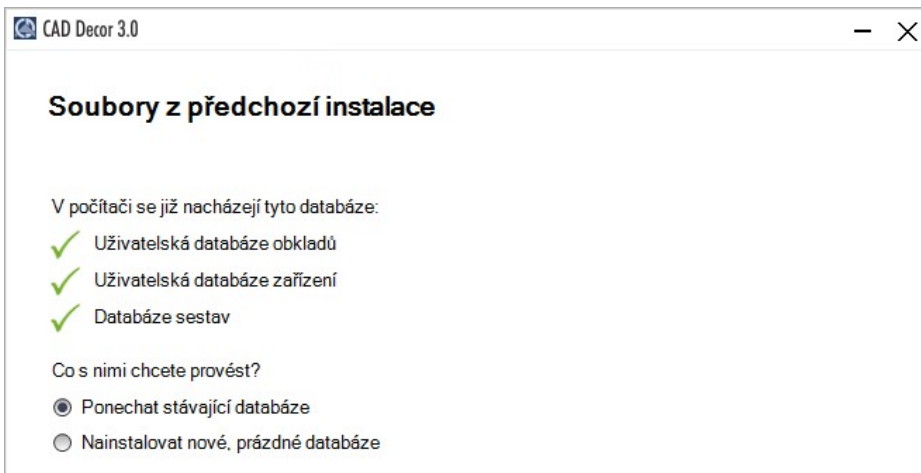 CAD Decor 3.0
Soubory z předchozí instalace
V počítači se již nacházejí tyto databáze:
Uživatelská databáze obkladů
Uživatelská databáze zařízení
Databáze sestav
Co s nimi chcete provést?
Ponechat stávající databáze
Nainstalovat nové, prázdné databáze